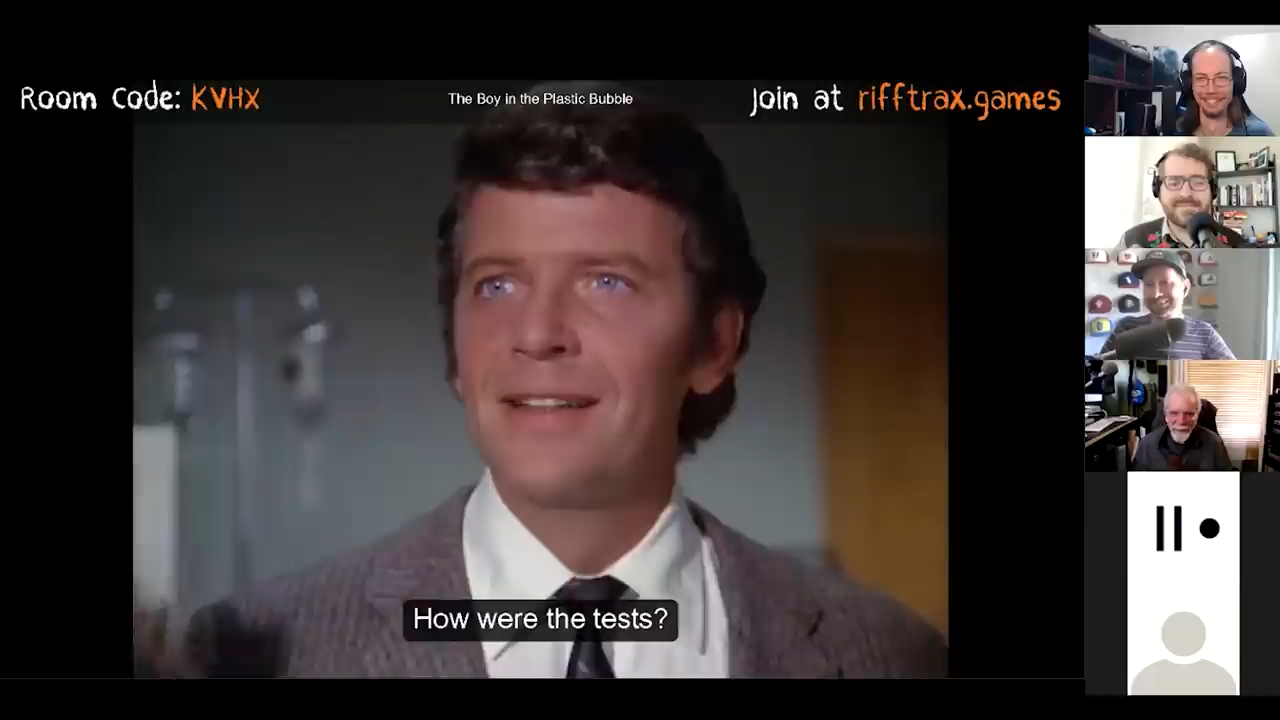 Room Code: KVHX
The Boy in the Plastic Bubble
Join at rifftrax.games
How were the tests?